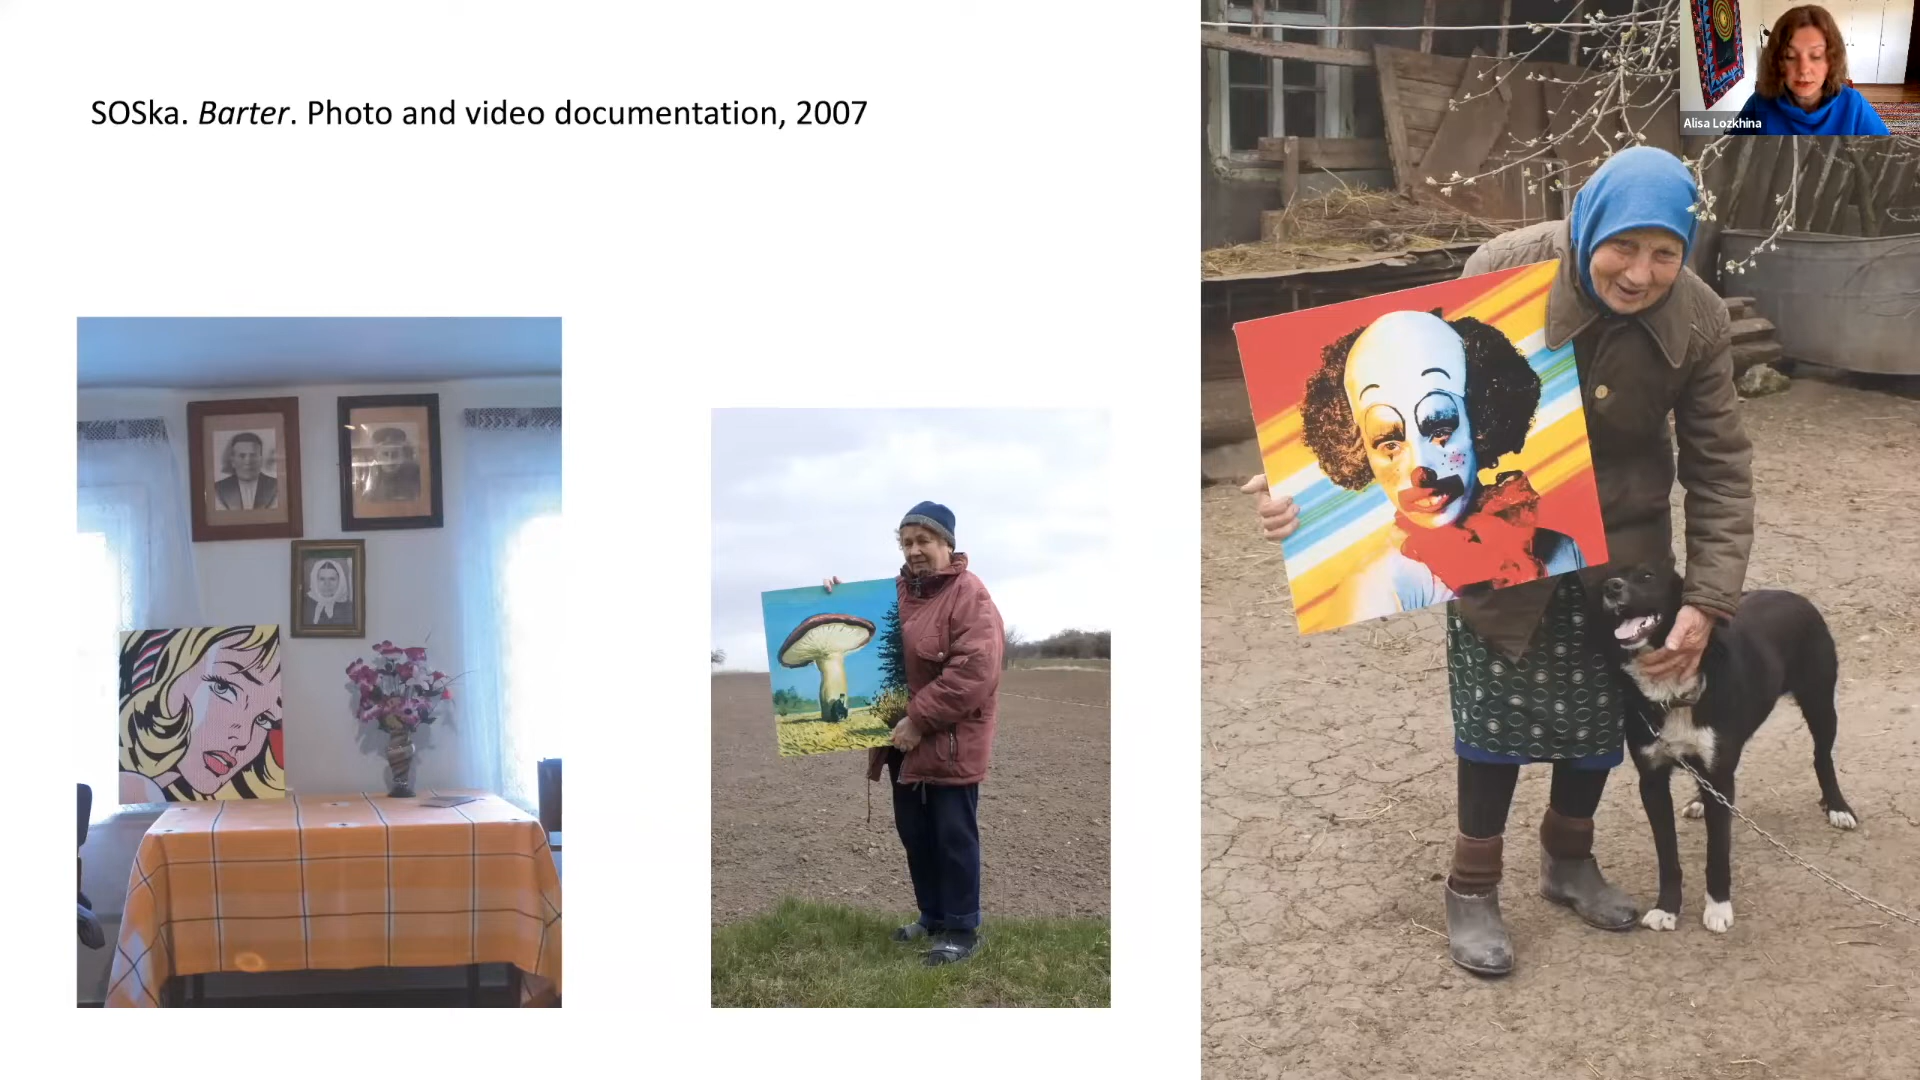 SOSka. Barter. Photo and video documentation, 2007
Alisa Lozkhina